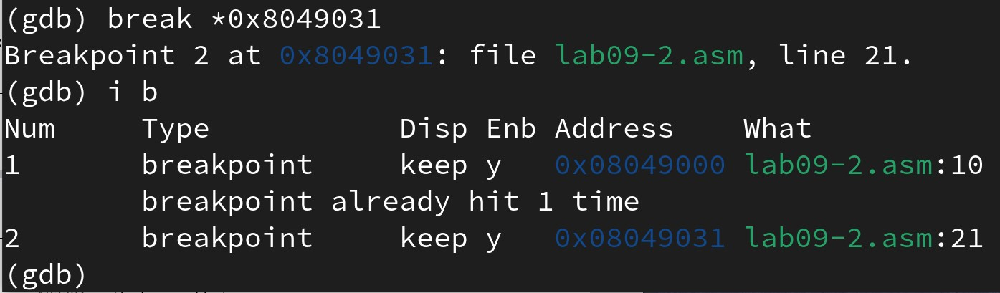 (gdb) break *0x8049031
Breakpoint 2 at 0x8049031: file lab09-2.asm, line 21.
(gdb) i b
Num     Type           Disp Enb Address    What
1       breakpoint     keep y   0x08049000 lab09-2.asm:10
        breakpoint already hit 1 time
2       breakpoint     keep y   0x08049031 lab09-2.asm:21
(gdb)